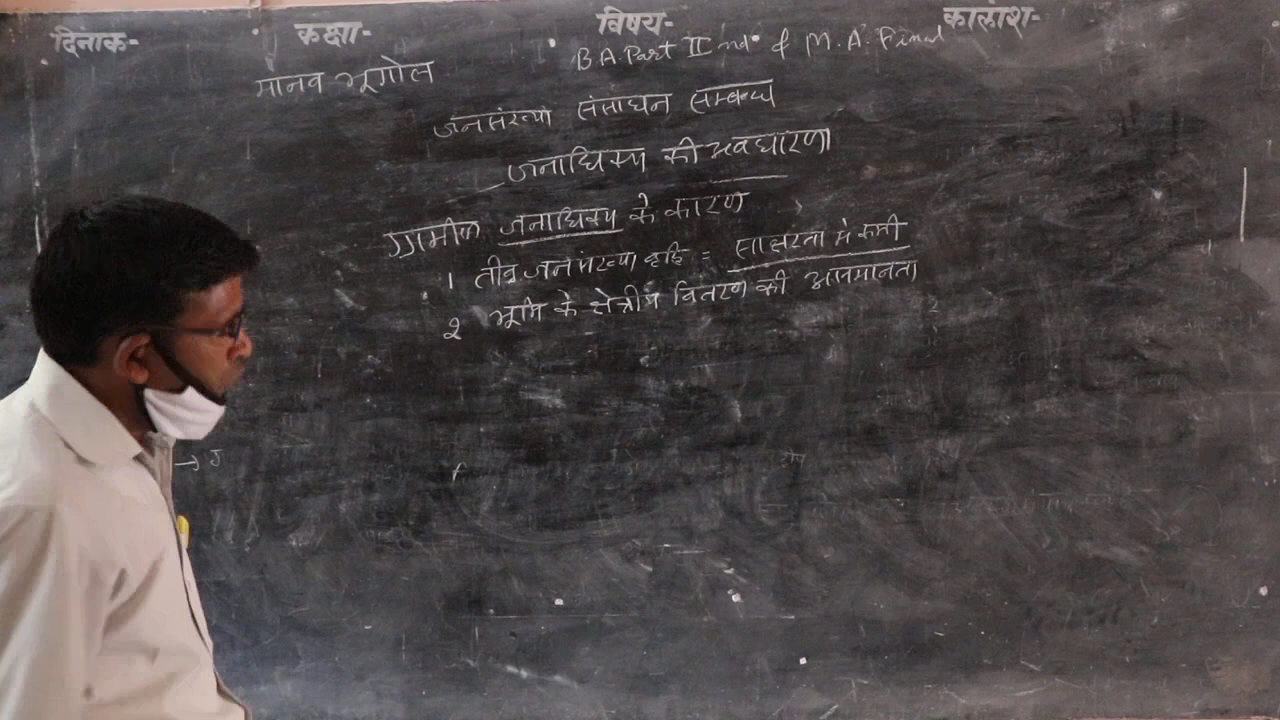 दिनाक- कक्षा- विषय- कालांश-
B.A. Part II nd & M.A. Final
मानव भूगोल
जनसंख्या संसाधन सम्बन्ध
जनाधिक्य की अवधारणा
ग्रामीण जनाधिक्य के कारण
1 तीव्र जनसंख्या वृद्धि = साक्षरता में कमी
2 भूमि के क्षेत्रीय वितरण की असमानता